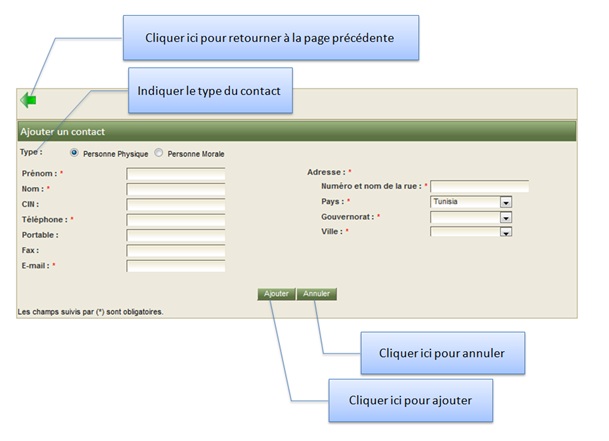 Cliquer ici pour retourner à la page précédente
Indiquer le type du contact
Ajouter un contact
Type : Personne Physique Personne Morale
Prènom : *
Nom : *
CIN :
Téléphone : *
Portable :
Fax :
E-mail : *
Adresse : *
Numéro et nom de la rue : *
Pays : * Tunisia
Gouvernorat : *
Ville : *
Ajouter Annuler
Les champs suivis par (*) sont obligatoires.
Cliquer ici pour annuler
Cliquer ici pour ajouter